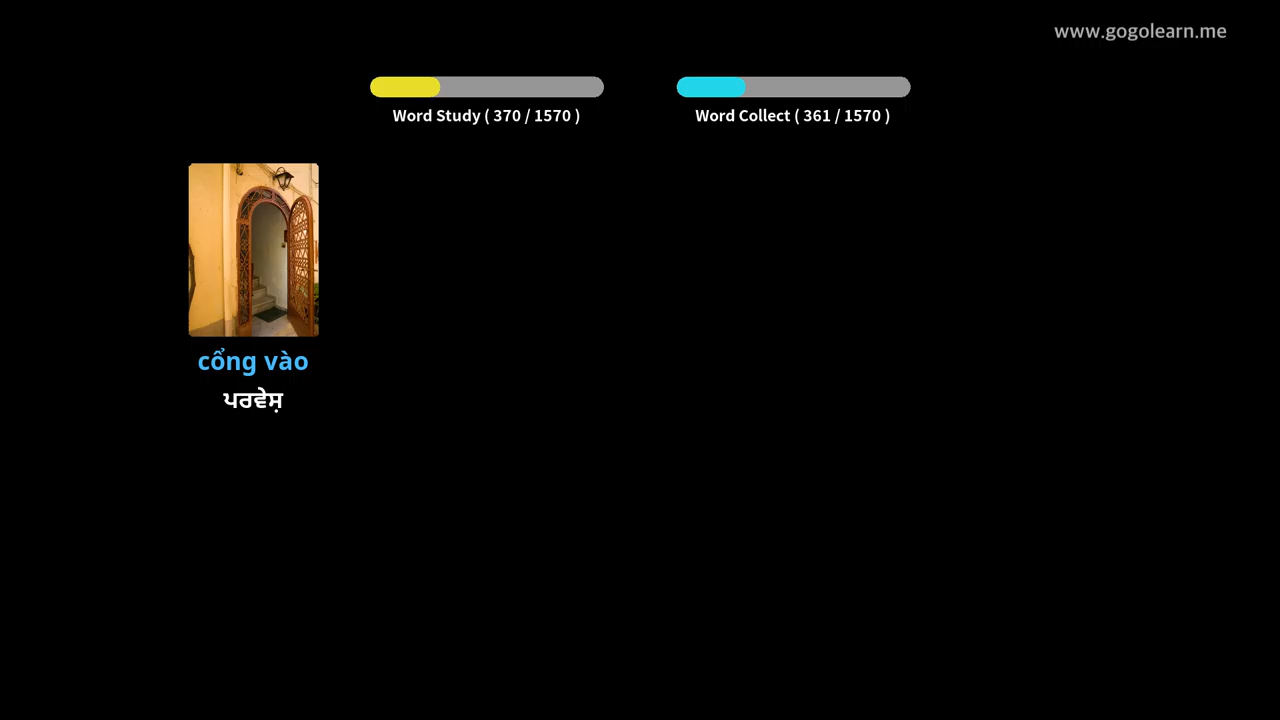 www.gogolearn.me
Word Study ( 370 / 1570 )
Word Collect ( 361 / 1570 )
cổng vào
ਪਰਵੇਸ਼